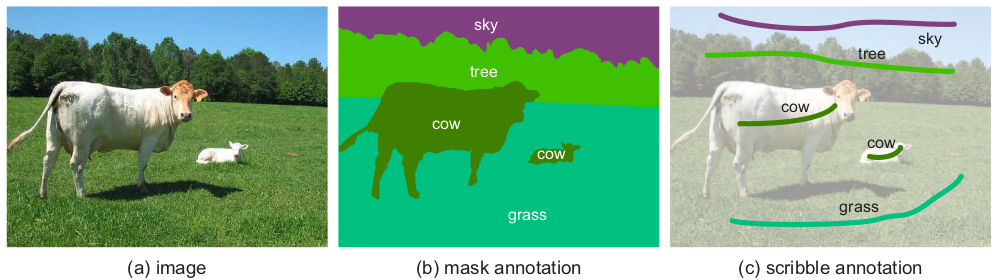 sky
tree
cow
cow
grass
sky
tree
cow
cow
grass
(a) image
(b) mask annotation
(c) scribble annotation